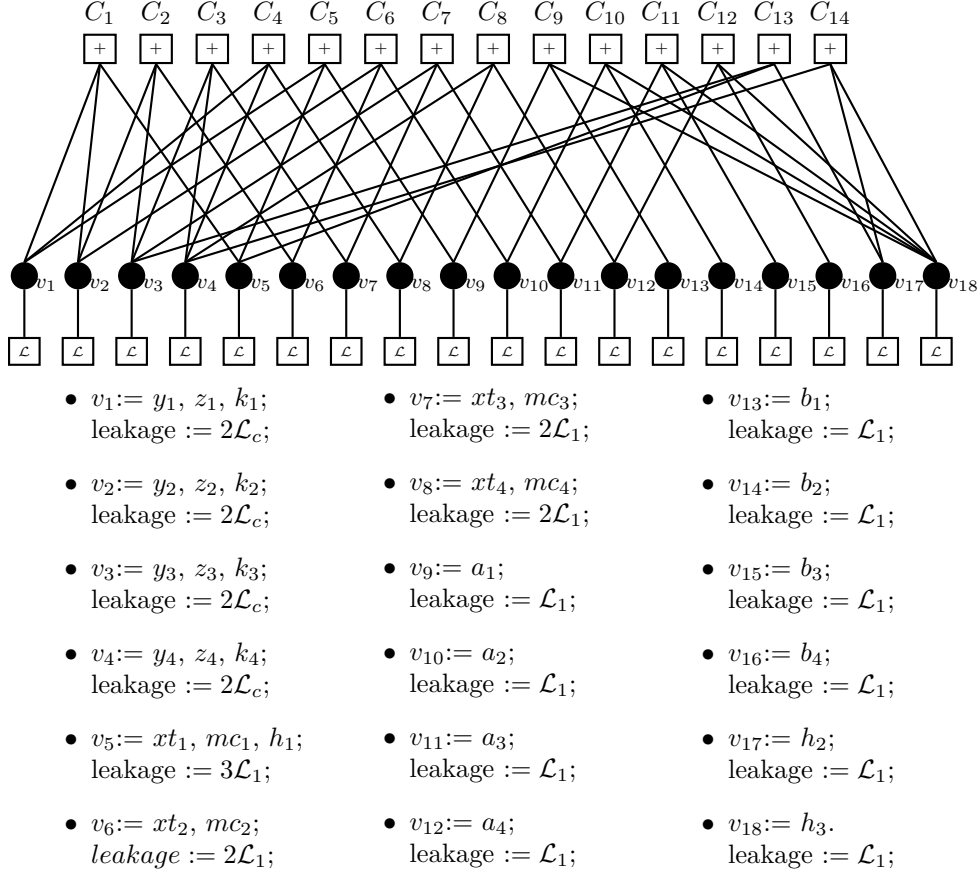 C₁ C₂ C₃ C₄ C₅ C₆ C₇ C₈ C₉ C₁₀ C₁₁ C₁₂ C₁₃ C₁₄
+ + + + + + + + + + + + + +
v₁ v₂ v₃ v₄ v₅ v₆ v₇ v₈ v₉ v₁₀ v₁₁ v₁₂ v₁₃ v₁₄ v₁₅ v₁₆ v₁₇ v₁₈
ℒ ℒ ℒ ℒ ℒ ℒ ℒ ℒ ℒ ℒ ℒ ℒ ℒ ℒ ℒ ℒ ℒ ℒ
• v₁:= y₁, z₁, k₁;
leakage := 2ℒ_c;
• v₂:= y₂, z₂, k₂;
leakage := 2ℒ_c;
• v₃:= y₃, z₃, k₃;
leakage := 2ℒ_c;
• v₄:= y₄, z₄, k₄;
leakage := 2ℒ_c;
• v₅:= xt₁, mc₁, h₁;
leakage := 3ℒ₁;
• v₆:= xt₂, mc₂;
leakage := 2ℒ₁;
• v₇:= xt₃, mc₃;
leakage := 2ℒ₁;
• v₈:= xt₄, mc₄;
leakage := 2ℒ₁;
• v₉:= a₁;
leakage := ℒ₁;
• v₁₀:= a₂;
leakage := ℒ₁;
• v₁₁:= a₃;
leakage := ℒ₁;
• v₁₂:= a₄;
leakage := ℒ₁;
• v₁₃:= b₁;
leakage := ℒ₁;
• v₁₄:= b₂;
leakage := ℒ₁;
• v₁₅:= b₃;
leakage := ℒ₁;
• v₁₆:= b₄;
leakage := ℒ₁;
• v₁₇:= h₂;
leakage := ℒ₁;
• v₁₈:= h₃.
leakage := ℒ₁;